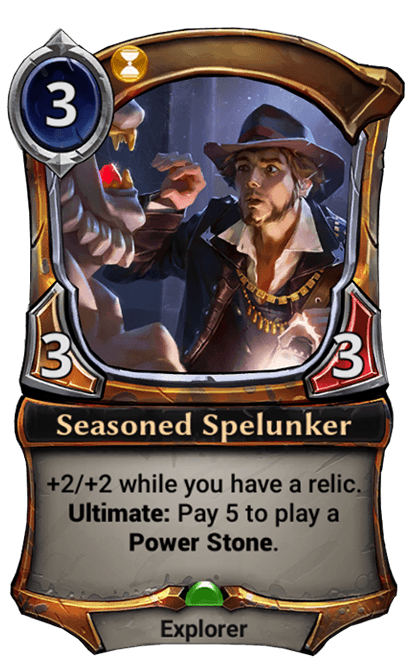 3
3
3
Seasoned Spelunker
+2/+2 while you have a relic.
Ultimate: Pay 5 to play a
Power Stone.
Explorer